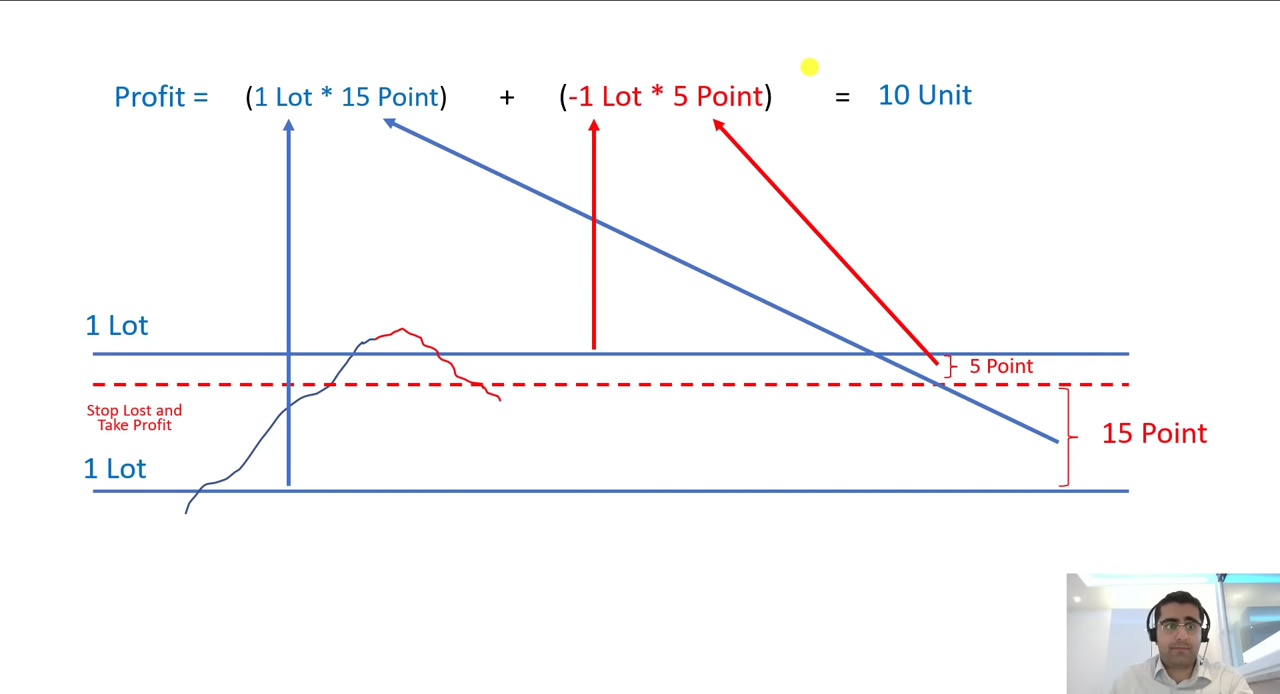 Profit = (1 Lot * 15 Point) + (-1 Lot * 5 Point) = 10 Unit
1 Lot
5 Point
Stop Lost and
Take Profit
15 Point
1 Lot